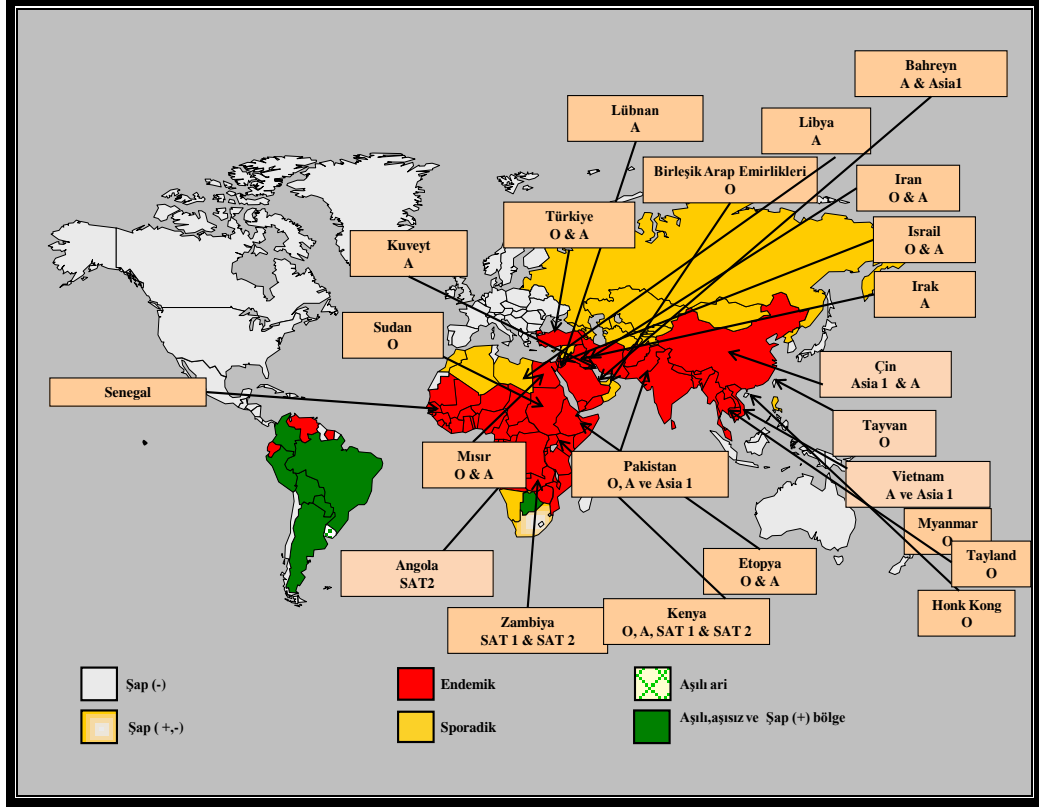 Bahreyn
A & Asia1
Lübnan
A
Libya
A
Birleşik Arap Emirlikleri
O
Iran
O & A
Türkiye
O & A
Israil
O & A
Kuveyt
A
Irak
A
Sudan
O
Çin
Asia 1 & A
Senegal
Tayvan
O
Mısır
O & A
Pakistan
O, A ve Asia 1
Vietnam
A ve Asia 1
Myanmar
O
Tayland
O
Angola
SAT2
Etopya
O & A
Honk Kong
O
Zambiya
SAT 1 & SAT 2
Kenya
O, A, SAT 1 & SAT 2
Şap (-)
Endemik
Aşılı ari
Şap ( +,-)
Sporadik
Aşılı,aşısız ve Şap (+) bölge